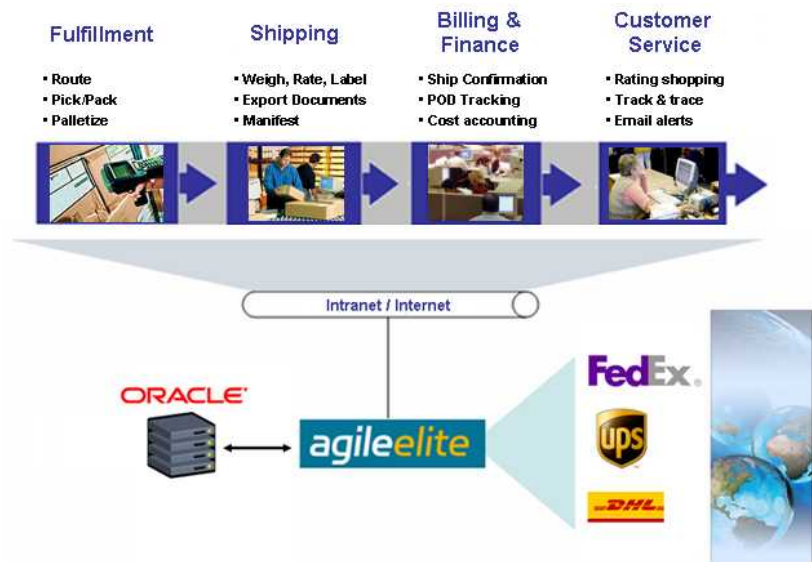 Fulfillment
• Route
• Pick/Pack
• Palletize
Shipping
• Weigh, Rate, Label
• Export Documents
• Manifest
Billing &
Finance
• Ship Confirmation
• POD Tracking
• Cost accounting
Customer
Service
• Rating shopping
• Track & trace
• Email alerts
Intranet / Internet
ORACLE®
agileelite
FedEx®
ups
DHL